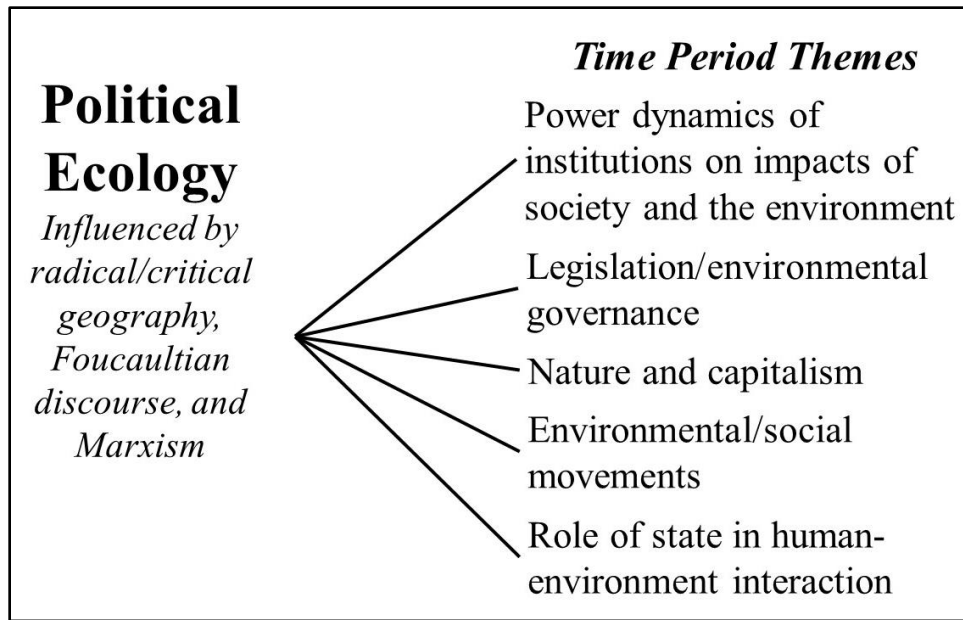 Political
Ecology
Influenced by
radical/critical
geography,
Foucaultian
discourse, and
Marxism
Time Period Themes
Power dynamics of
institutions on impacts of
society and the environment
Legislation/environmental
governance
Nature and capitalism
Environmental/social
movements
Role of state in human-
environment interaction